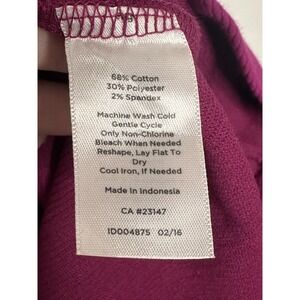 68% Cotton
30% Polyester
2% Spandex
Machine Wash Cold
Gentle Cycle
Only Non-Chlorine
Bleach When Needed
Reshape, Lay Flat To
Dry
Cool Iron, If Needed
Made in Indonesia
CA #23147
ID004875 02/16